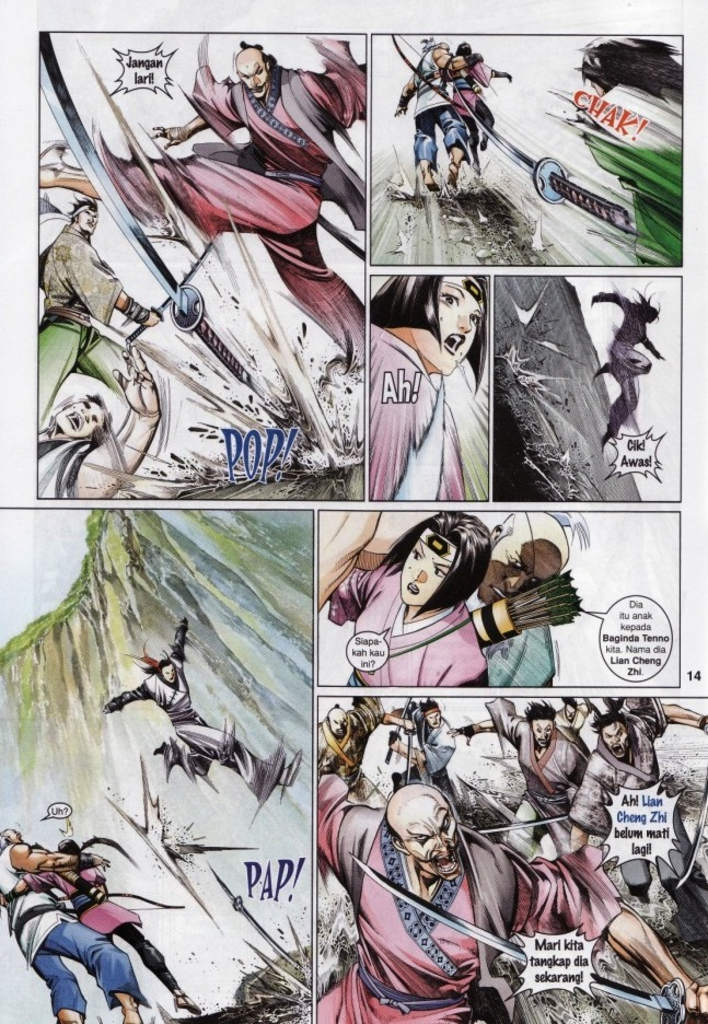 Jangan
lari!
POP!
CHAK!
Ah!
Cik!
Awas!
Uh?
PAP!
Siapa-
kah kau
ini?
Dia
itu anak
kepada
Baginda Tenno
kita. Nama dia
Lian Cheng
Zhi.
14
Ah! Lian
Cheng Zhi
belum mati
lagi!
Mari kita
tangkap dia
sekarang!